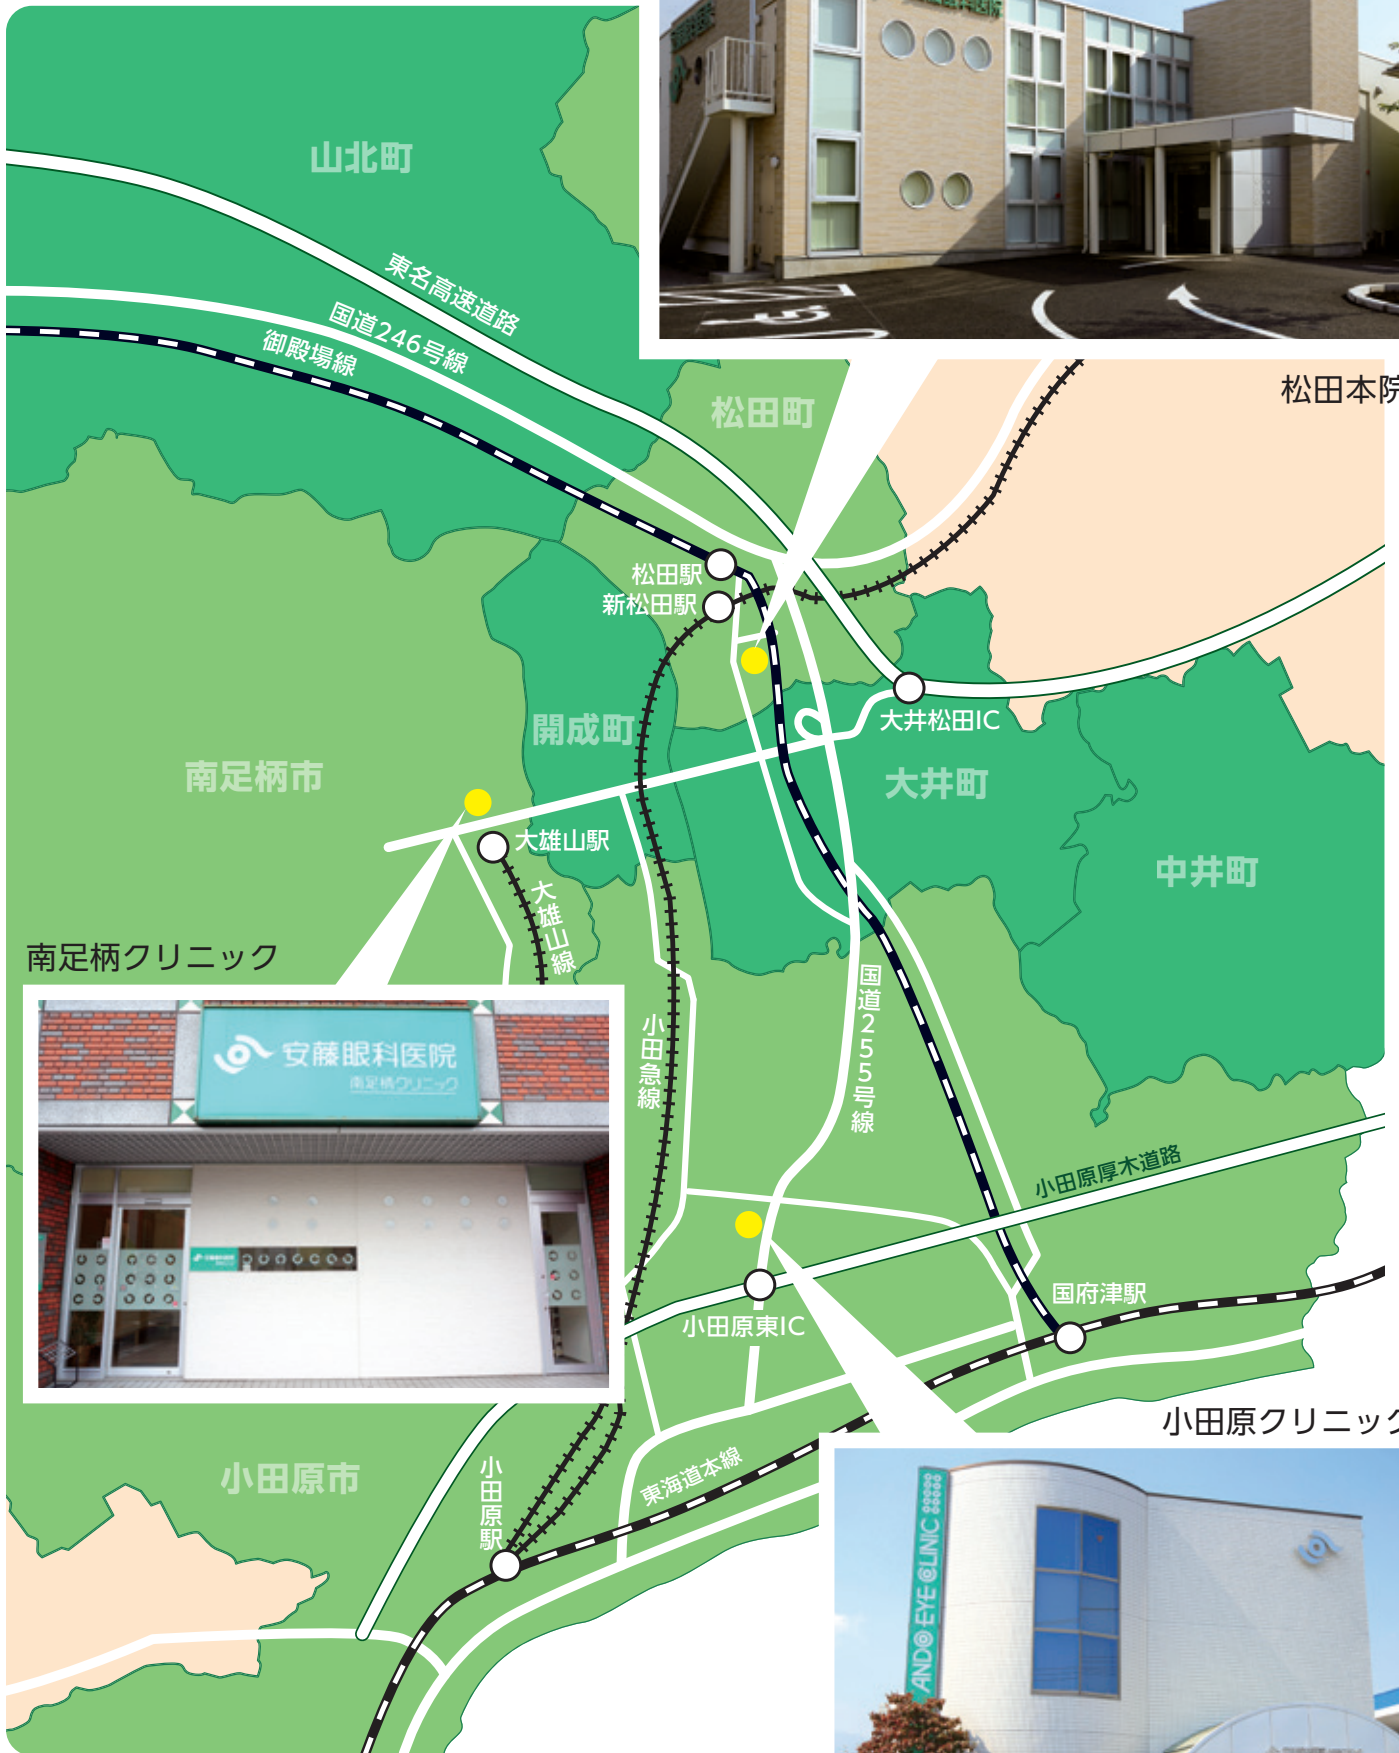 山北町
東名高速道路
国道246号線
御殿場線
松田町
松田本院
松田駅
新松田駅
大井松田IC
開成町
南足柄市
大井町
中井町
大雄山駅
大雄山線
南足柄クリニック
安藤眼科医院
南足柄クリニック
小田急線
国道255号線
小田原厚木道路
国府津駅
小田原東IC
小田原クリニック
小田原市
小田原駅
東海道本線
ANDO EYE CLINIC